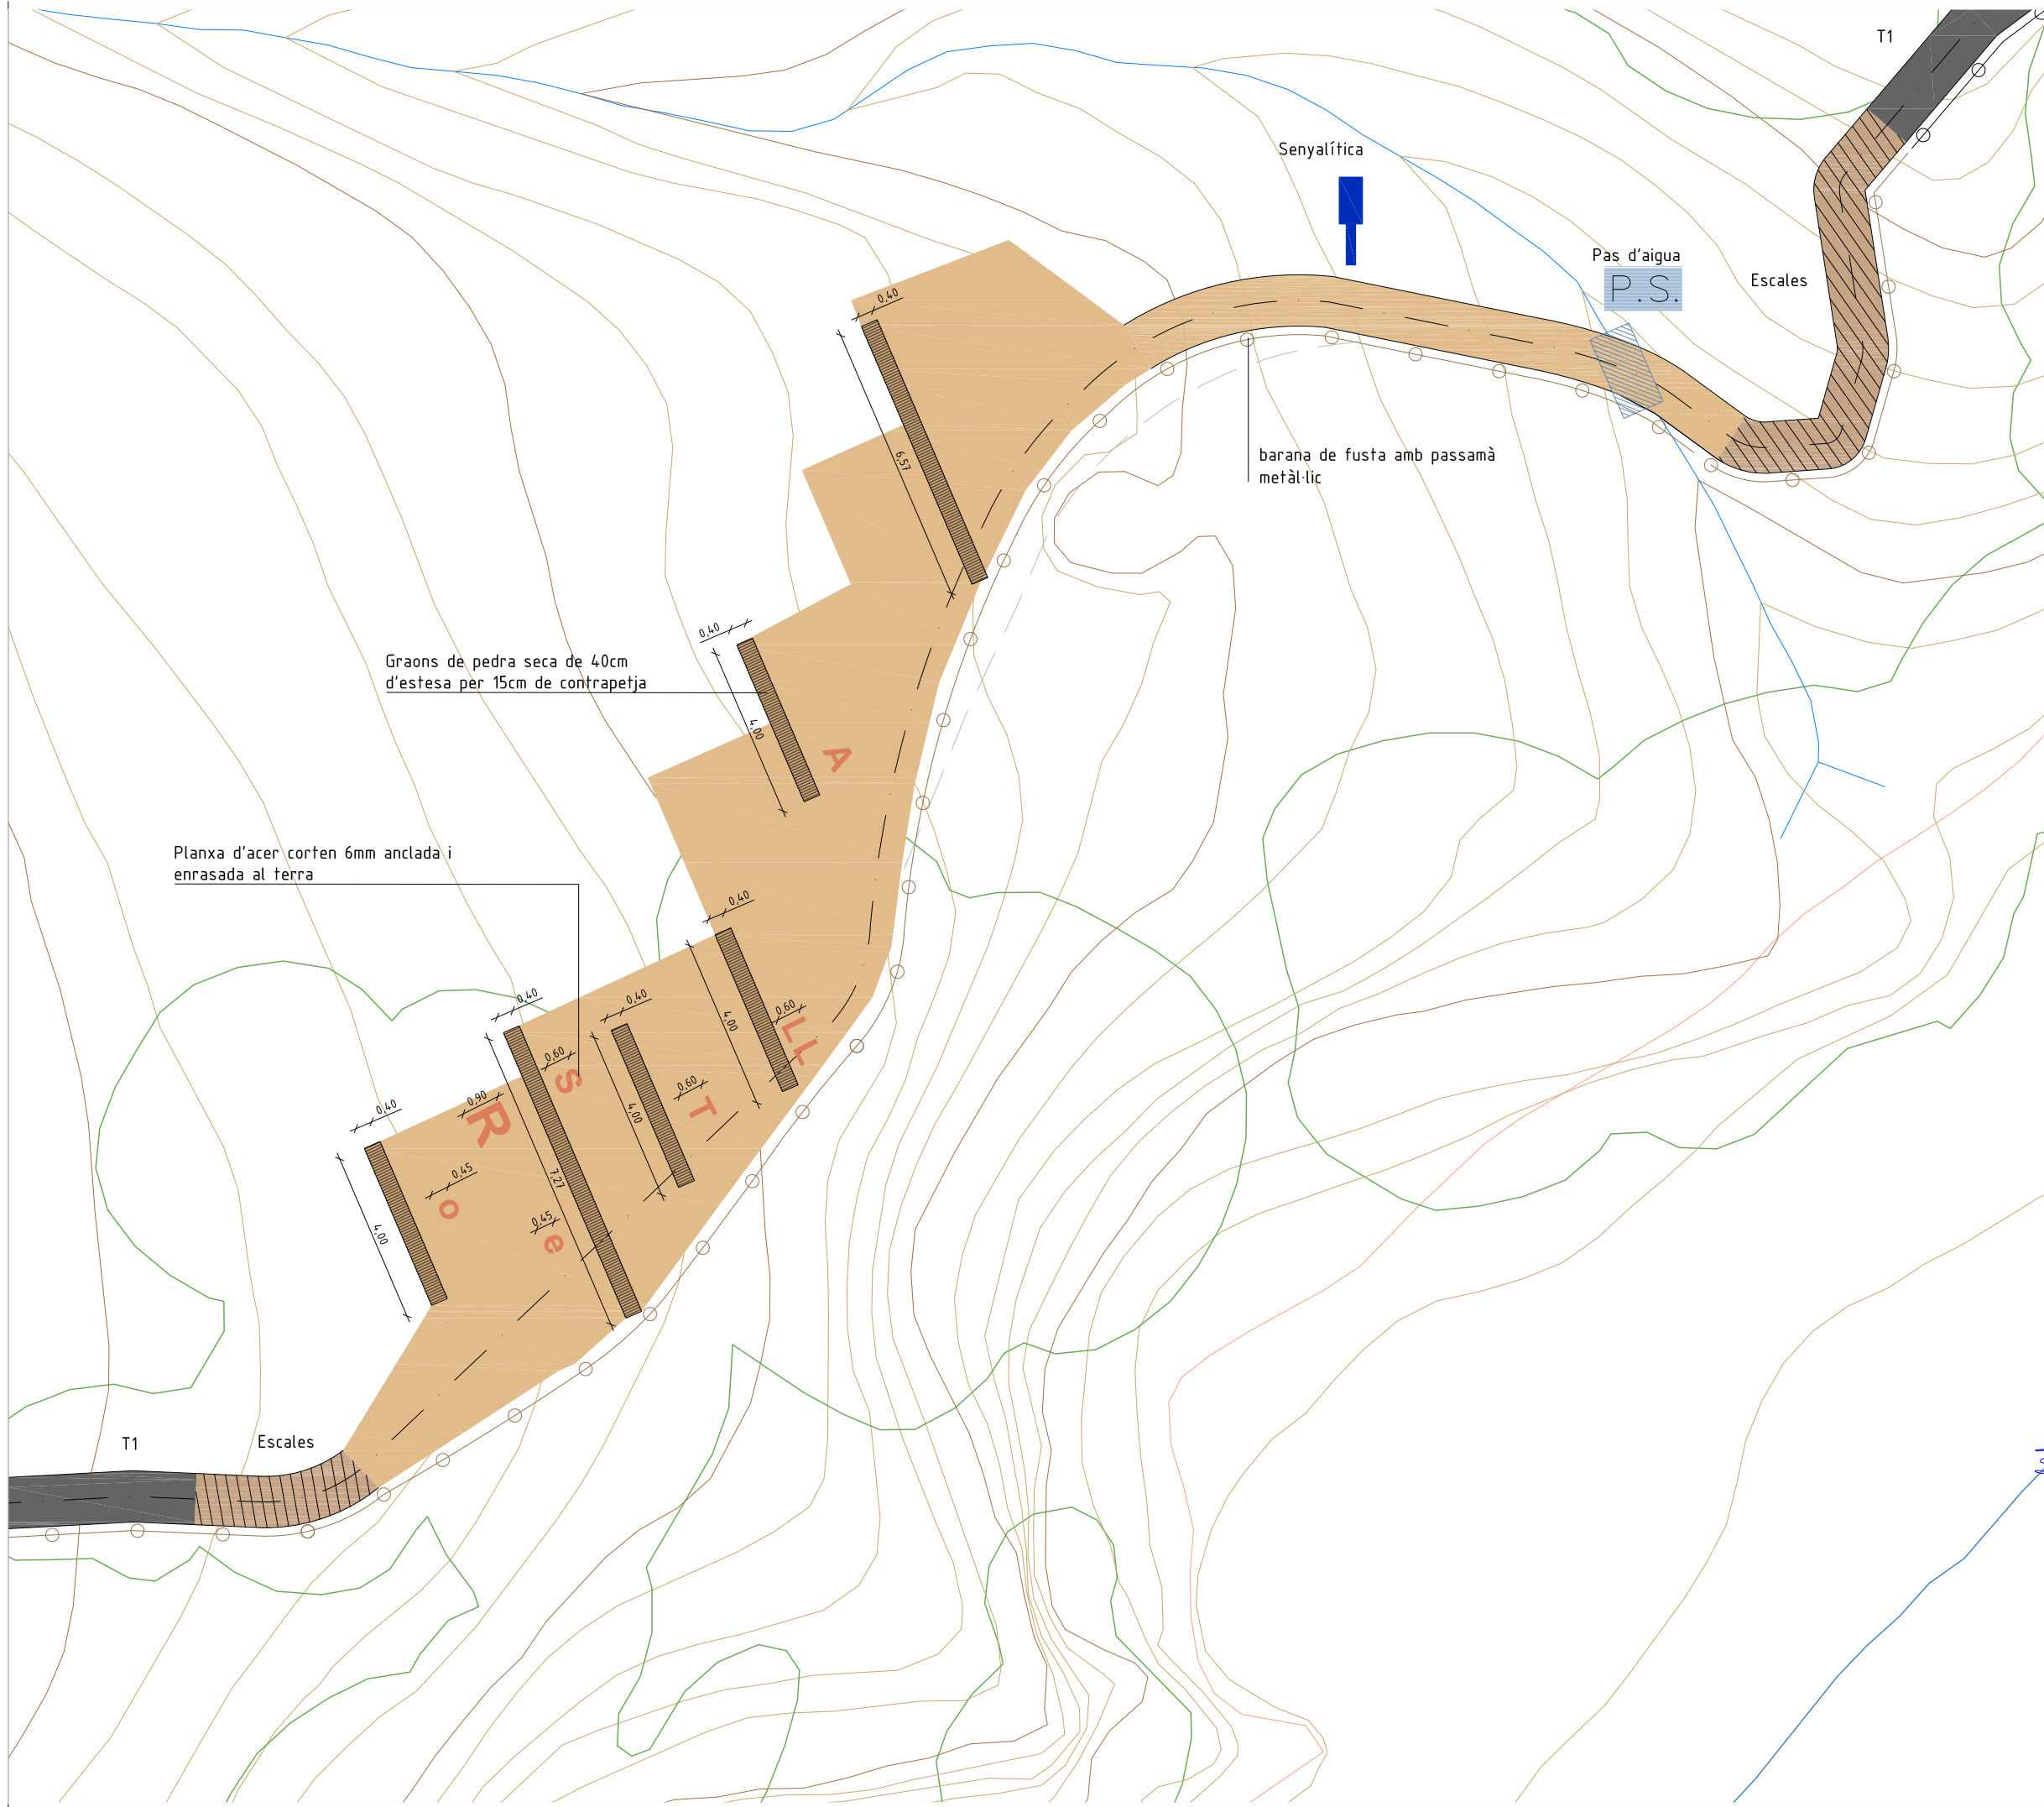 T1
Senyalítica
Pas d'aigua
P.S.
Escales
0,40
6,57
barana de fusta amb passamà
metàl·lic
0,40
Graons de pedra seca de 40cm
d'estesa per 15cm de contrapetja
4,00
A
Planxa d'acer corten 6mm anclada i
enrasada al terra
0,40
0,40
0,40
4,00
0,60
LL
0,60
S
0,60
T
4,00
0,90
R
0,40
0,45
o
7,27
0,45
e
4,00
T1
Escales